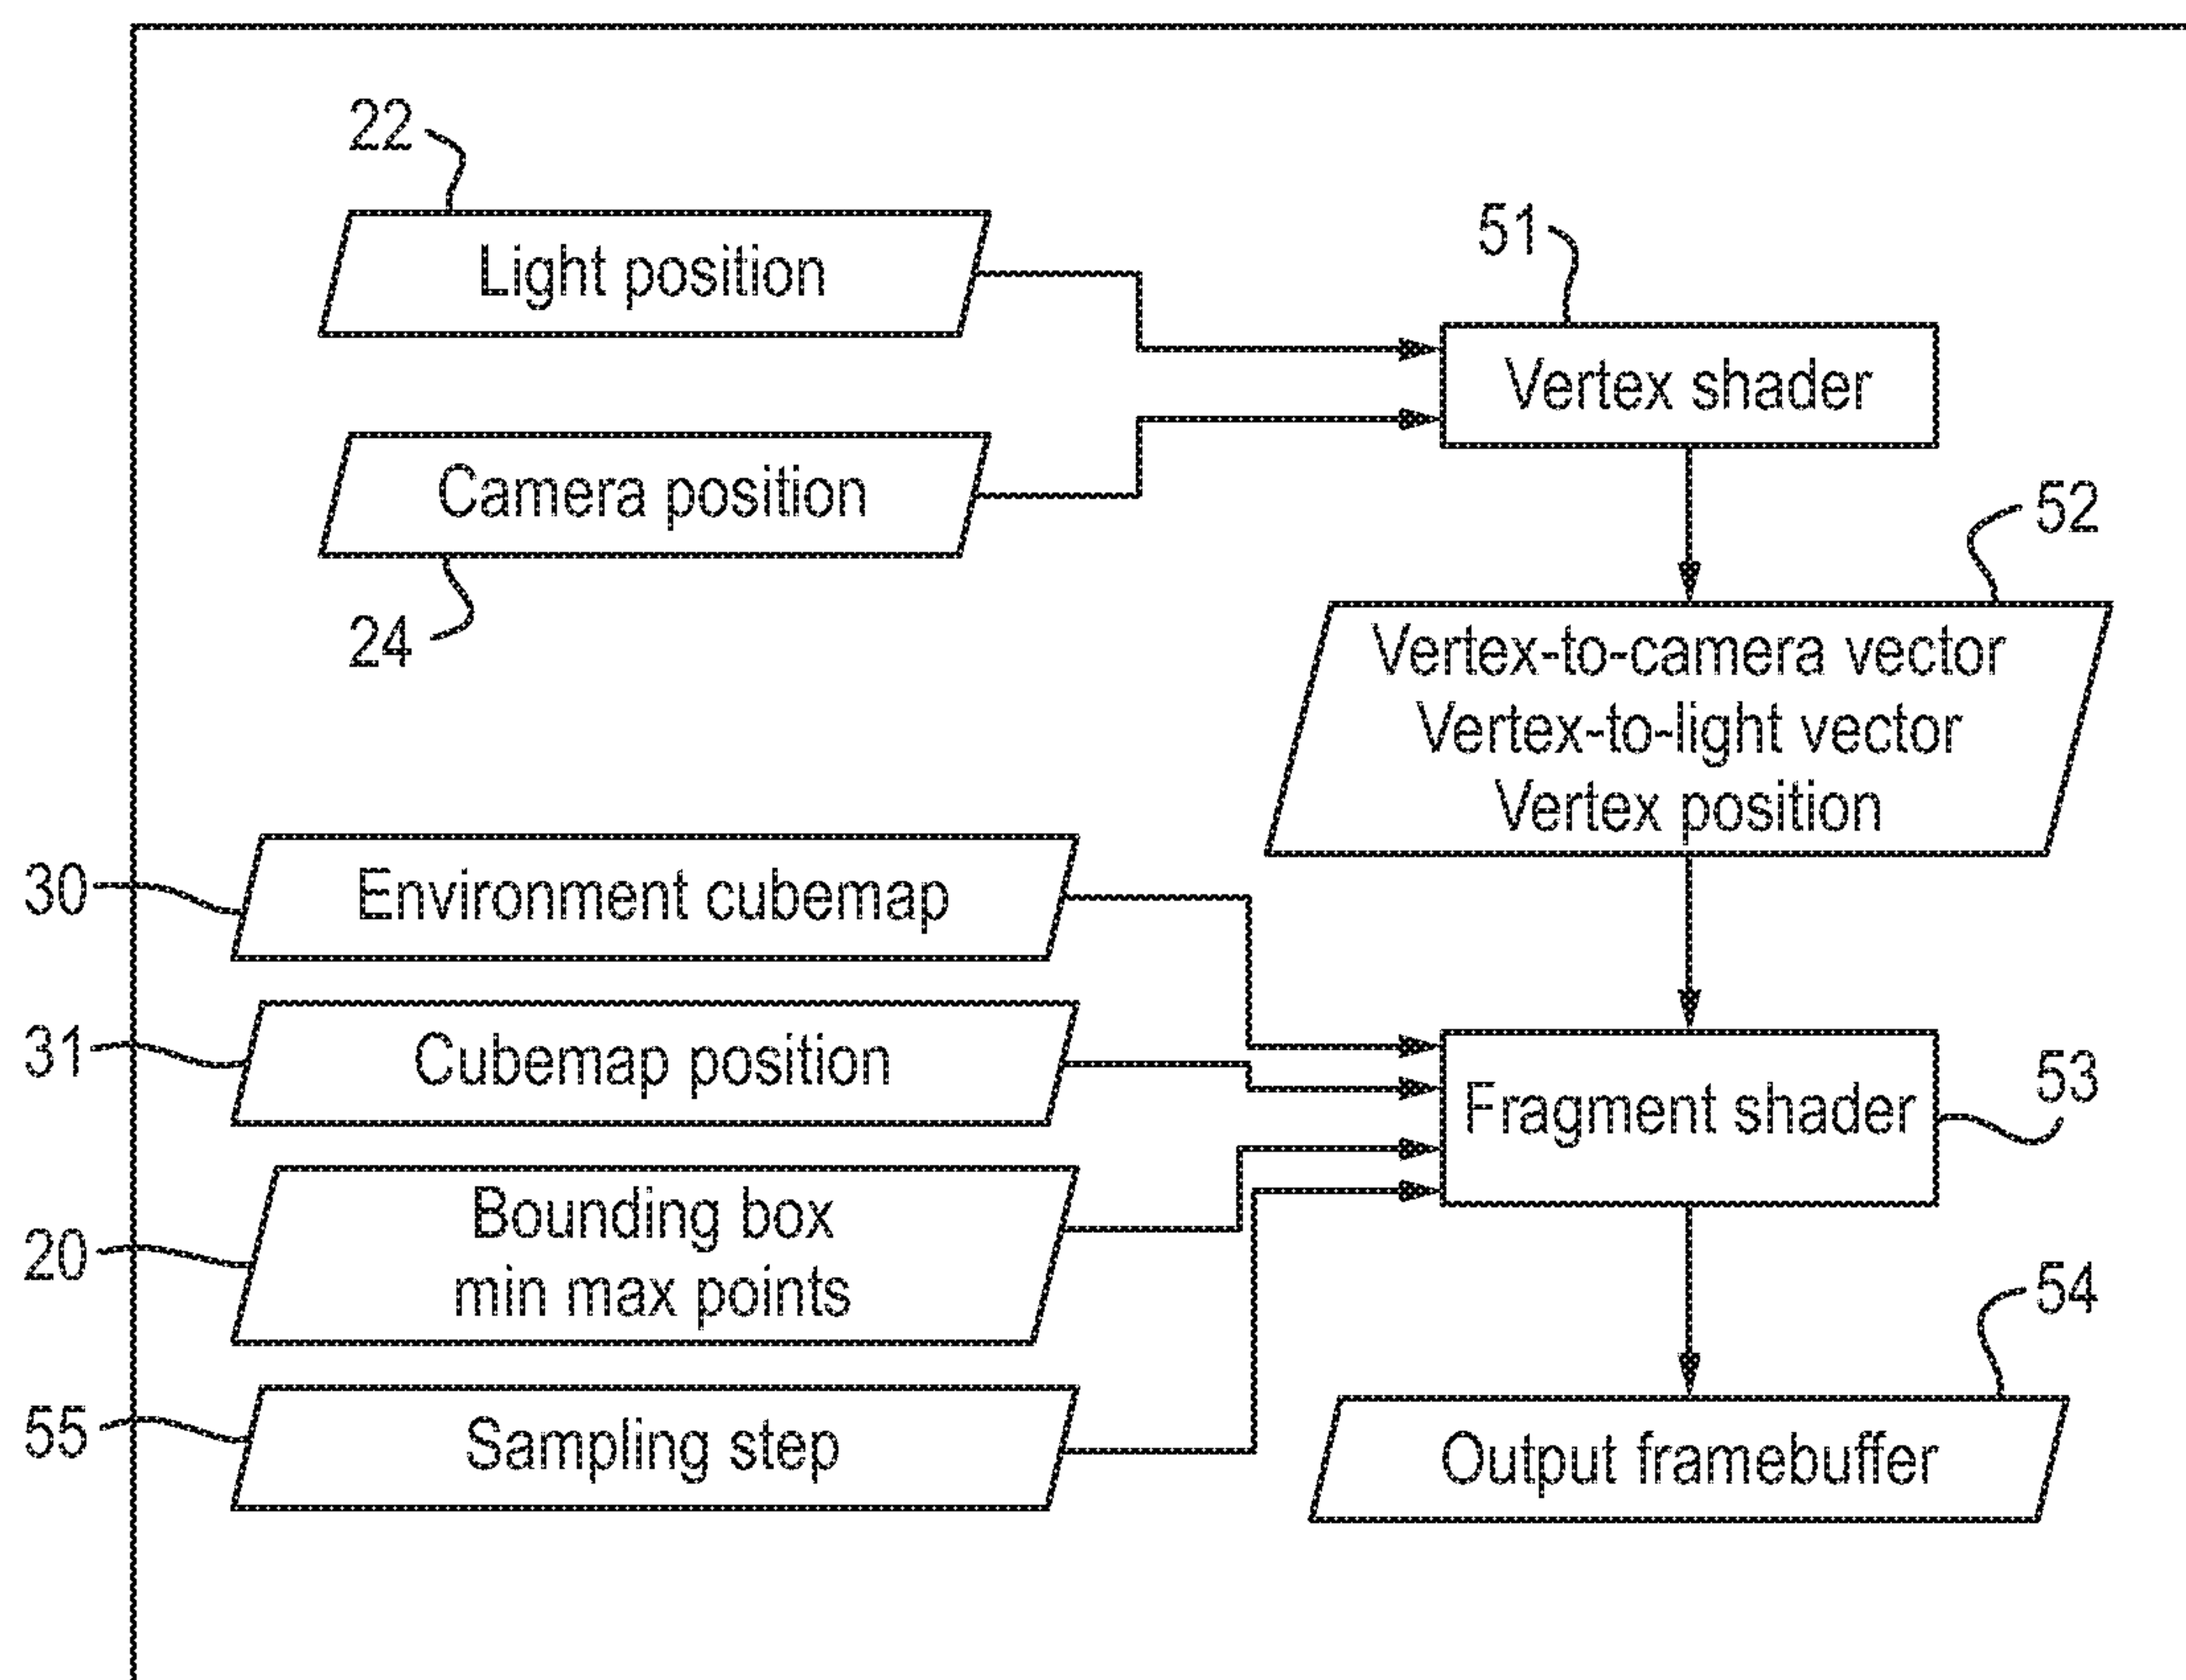 22
Light position
51
Vertex shader
Camera position
24
52
Vertex-to-camera vector
Vertex-to-light vector
Vertex position
30
Environment cubemap
31
Cubemap position
Fragment shader
53
20
Bounding box
min max points
54
55
Sampling step
Output framebuffer